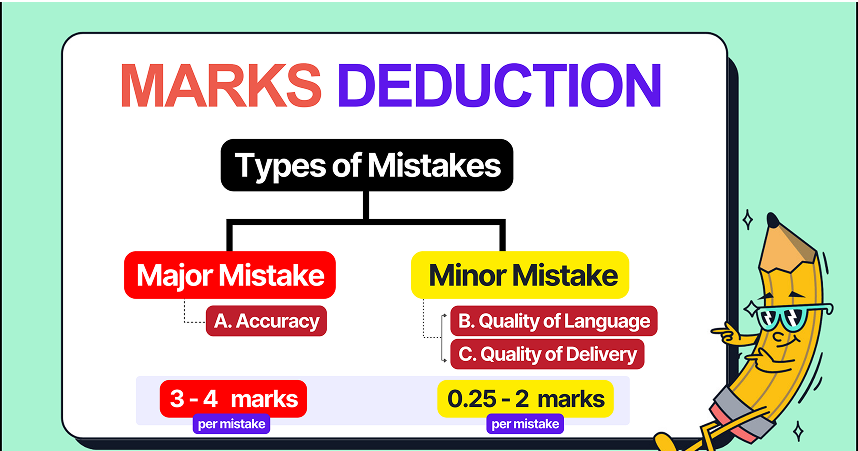 MARKS DEDUCTION
Types of Mistakes
Major Mistake
Minor Mistake
A. Accuracy
B. Quality of Language
C. Quality of Delivery
3 - 4 marks
per mistake
0.25 - 2 marks
per mistake